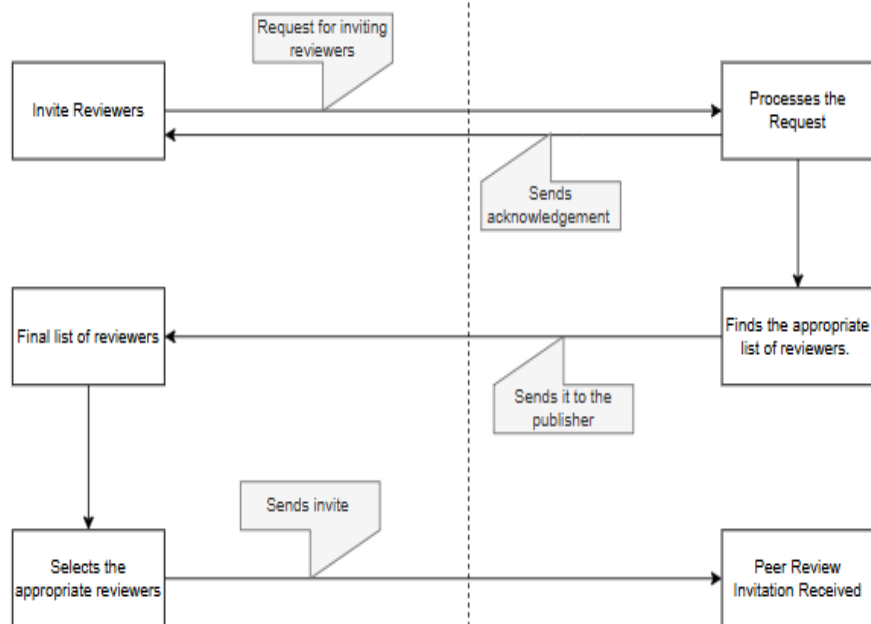 Request for inviting
reviewers
Invite Reviewers
Processes the
Request
Sends
acknowledgement
Final list of reviewers
Finds the appropriate
list of reviewers.
Sends it to the
publisher
Sends invite
Selects the
appropriate reviewers
Peer Review
Invitation Received